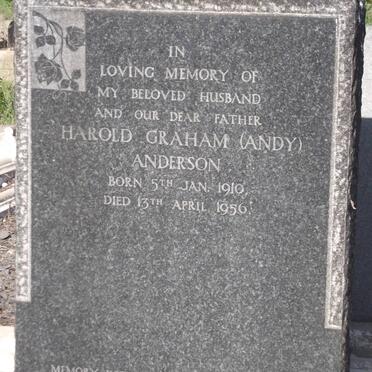 IN
LOVING MEMORY OF
MY BELOVED HUSBAND
AND OUR DEAR FATHER
HAROLD GRAHAM (ANDY)
ANDERSON
BORN 5TH JAN. 1910,
DIED 13TH APRIL 1956.
MEMORY